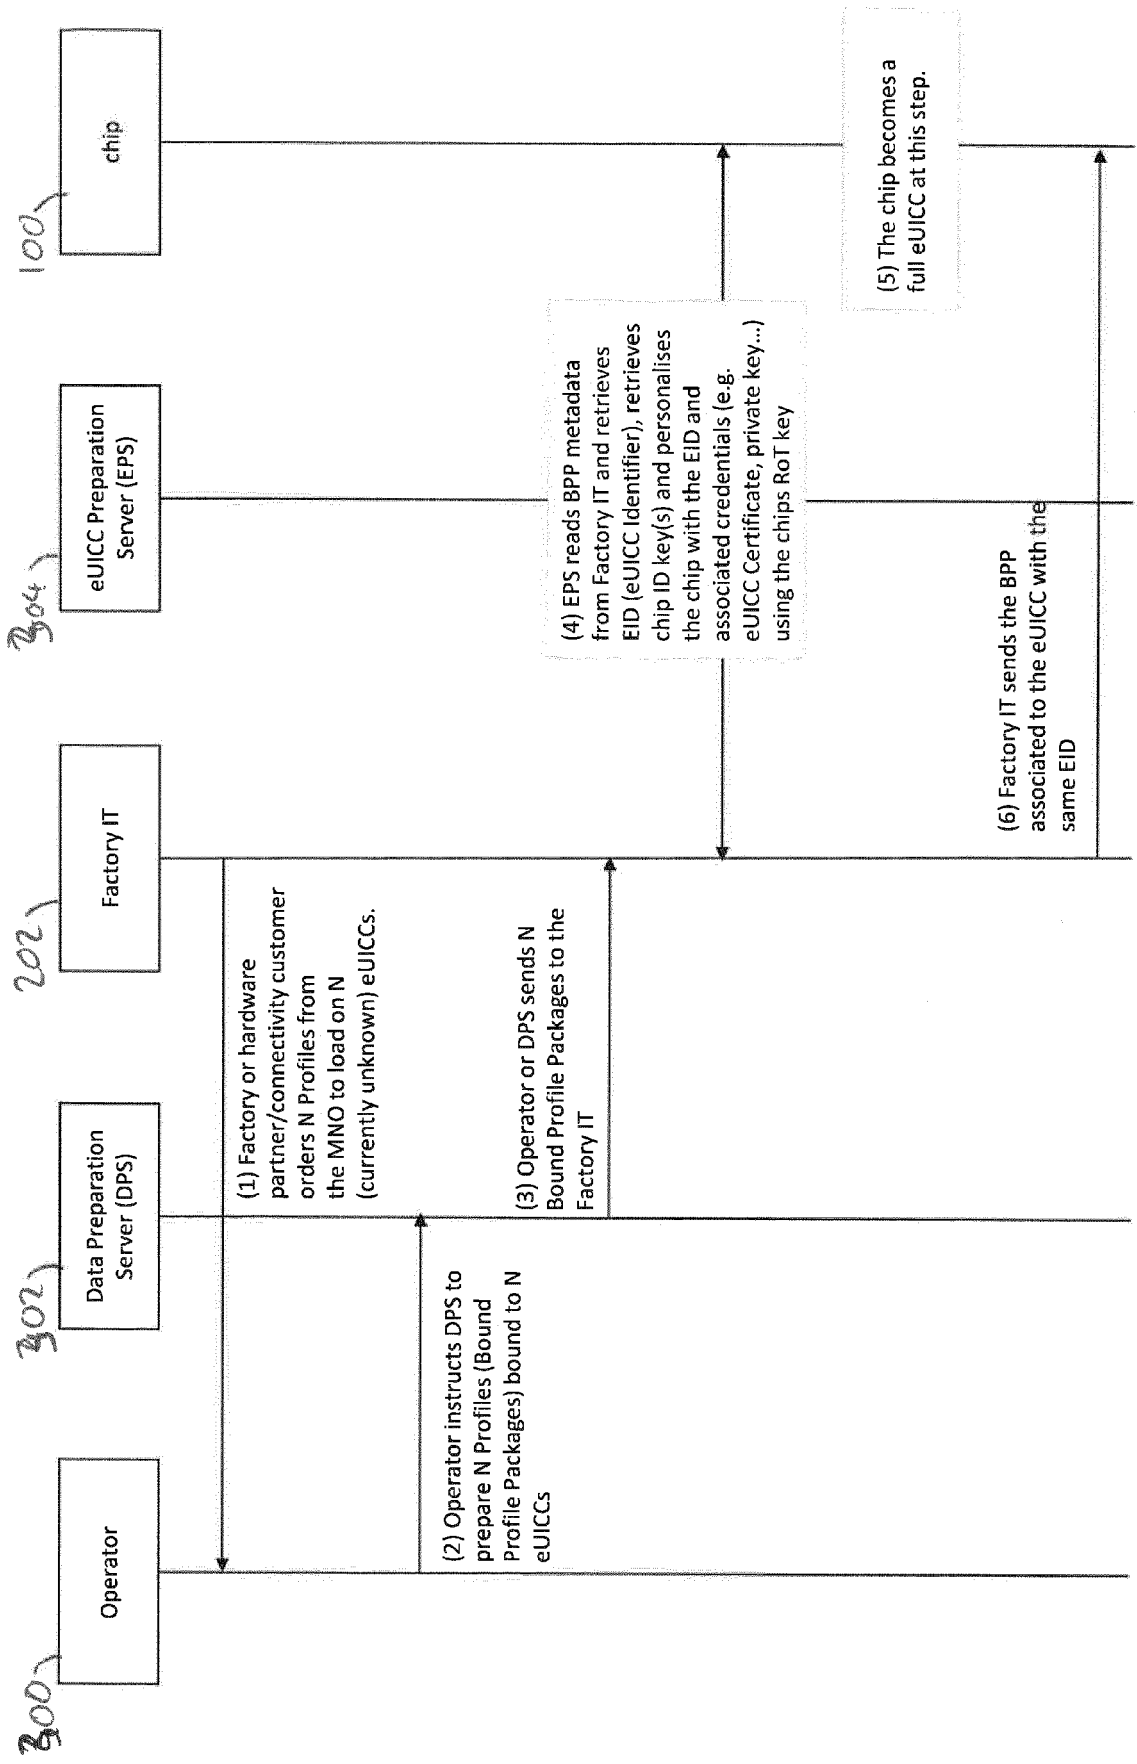 300
Operator
302
Data Preparation
Server (DPS)
202
Factory IT
304
eUICC Preparation
Server (EPS)
100
chip
(1) Factory or hardware
partner/connectivity customer
orders N Profiles from
the MNO to load on N
(currently unknown) eUICCs.
(2) Operator instructs DPS to
prepare N Profiles (Bound
Profile Packages) bound to N
eUICCs
(3) Operator or DPS sends N
Bound Profile Packages to the
Factory IT
(4) EPS reads BPP metadata
from Factory IT and retrieves
EID (eUICC Identifier), retrieves
chip ID key(s) and personalises
the chip with the EID and
associated credentials (e.g.
eUICC Certificate, private key...)
using the chips RoT key
(5) The chip becomes a
full eUICC at this step.
(6) Factory IT sends the BPP
associated to the eUICC with the
same EID